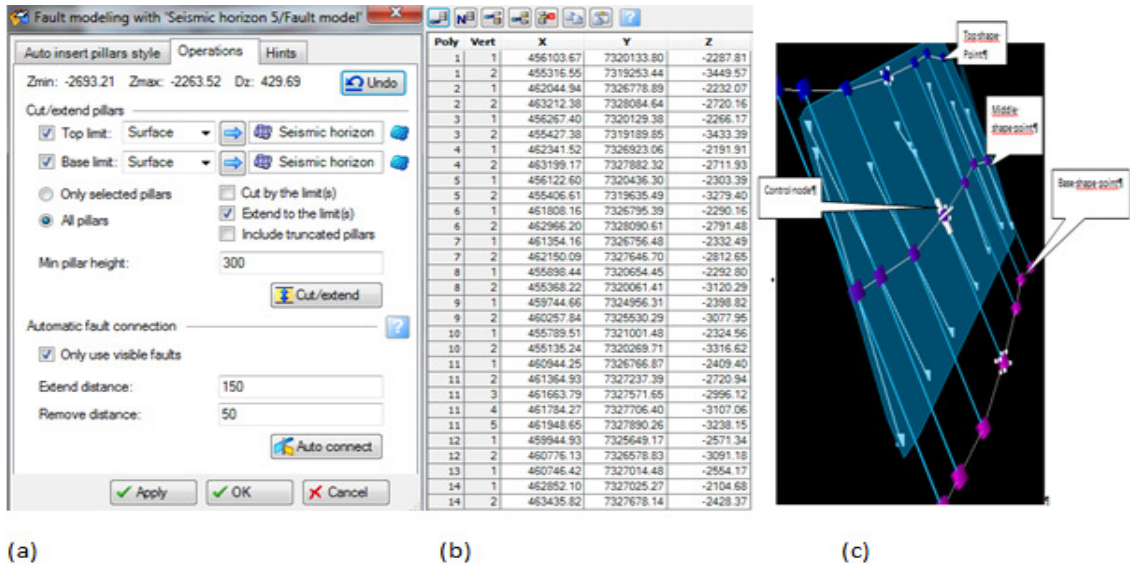 Fault modeling with 'Seismic horizon 5/Fault model'
Auto insert pillars style Operations Hints
Zmin: -2693.21 Zmax: -2263.52 Dz: 429.69 Undo
Cut/extend pillars
Top limit: Surface Seismic horizon
Base limit: Surface Seismic horizon
Only selected pillars Cut by the limit(s)
All pillars Extend to the limit(s)
Include truncated pillars
Min pillar height: 300
Cut/extend
Automatic fault connection ?
Only use visible faults
Extend distance: 150
Remove distance: 50
Auto connect
Apply OK Cancel
Poly Vert X Y Z
1 1 456103.67 7320133.80 -2287.81
1 2 455316.55 7319253.44 -3449.57
2 1 462044.94 7326778.89 -2232.07
2 2 463212.38 7328084.64 -2720.16
3 1 456267.40 7320129.38 -2266.17
3 2 455427.38 7319189.85 -3433.39
4 1 462341.52 7326923.06 -2191.91
4 2 463199.17 7327882.32 -2711.93
5 1 456122.60 7320436.30 -2303.39
5 2 455406.61 7319635.49 -3279.40
6 1 461808.16 7326795.39 -2290.16
6 2 462966.20 7328090.61 -2791.48
7 1 461354.16 7326756.48 -2332.49
7 2 462150.09 7327646.70 -2812.65
8 1 455898.44 7320654.45 -2292.80
8 2 455368.22 7320061.41 -3120.29
9 1 459744.66 7324956.31 -2398.82
9 2 460257.84 7325530.29 -3077.95
10 1 455789.51 7321001.48 -2324.56
10 2 455135.24 7320269.71 -3316.62
11 1 460944.25 7326766.87 -2409.40
11 2 461364.93 7327237.39 -2720.94
11 3 461663.79 7327571.65 -2996.12
11 4 461784.27 7327706.40 -3107.06
11 5 461948.65 7327890.26 -3238.15
12 1 459944.93 7325649.17 -2571.34
12 2 460776.13 7326578.83 -3091.18
13 1 460746.42 7327014.48 -2554.17
14 1 462852.10 7327025.27 -2104.68
14 2 463435.82 7327678.14 -2428.37
Top shape
Point¶
Middle
shape point¶
Base shape point¶
Control node¶
(a) (b) (c)